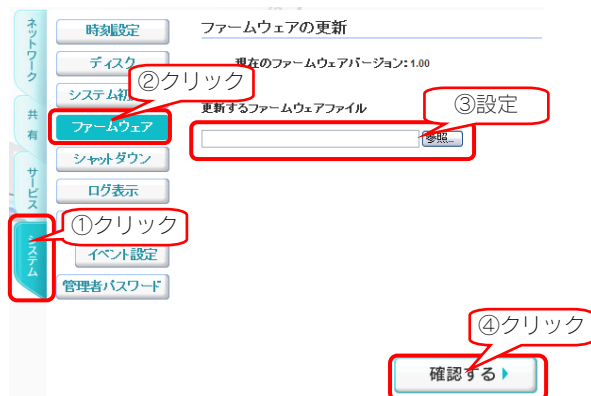 ネットワーク
共有
サービス
システム
時刻設定
ディスク
システム初
ファームウェア
シャットダウン
ログ表示
イベント設定
管理者パスワード
ファームウェアの更新
現在のファームウェアバージョン: 1.00
更新するファームウェアファイル
参照...
①クリック
②クリック
③設定
④クリック
確認する